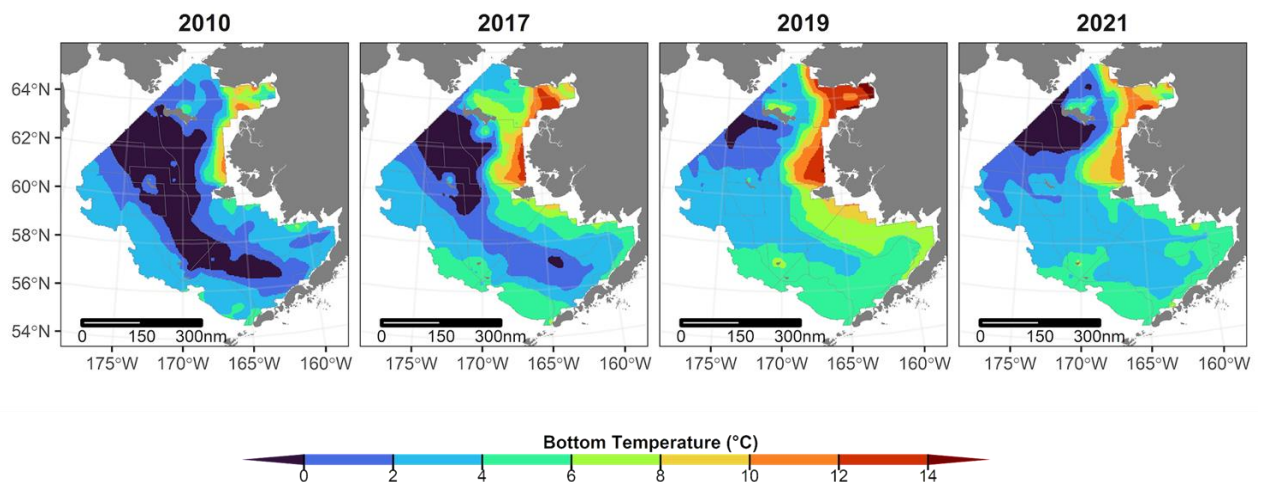 2010 2017 2019 2021
64°N
62°N
60°N
58°N
56°N
54°N
0 150 300nm 0 150 300nm 0 150 300nm 0 150 300nm
175°W 170°W 165°W 160°W 175°W 170°W 165°W 160°W 175°W 170°W 165°W 160°W 175°W 170°W 165°W 160°W
Bottom Temperature (°C)
0 2 4 6 8 10 12 14